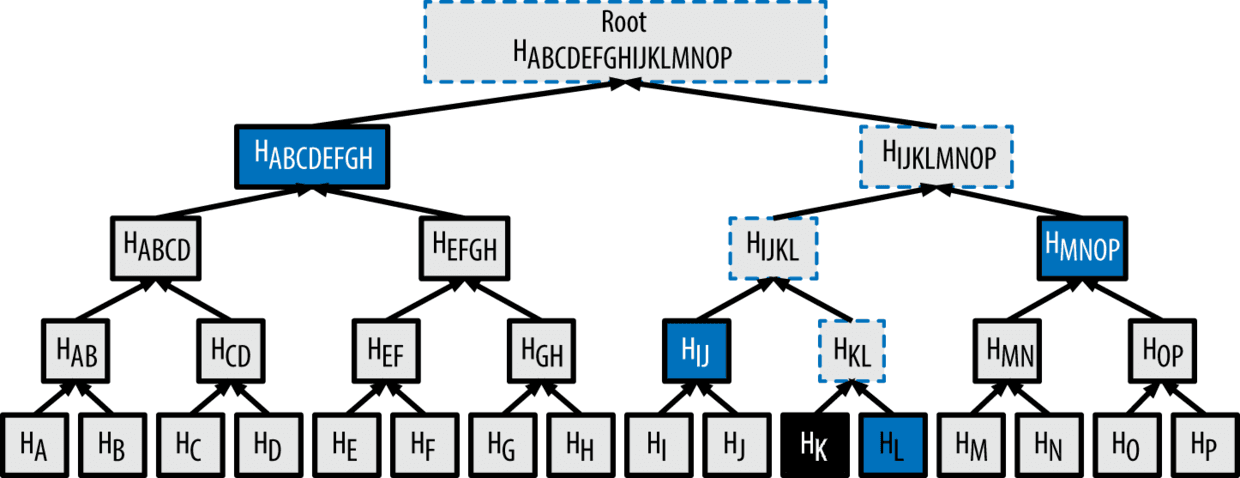 Root
HABCDEFGHIJKLMNOP
HABCDEFGH
HIJKLMNOP
HABCD
HEFGH
HIJKL
HMNOP
HAB
HCD
HEF
HGH
HIJ
HKL
HMN
HOP
HA
HB
HC
HD
HE
HF
HG
HH
HI
HJ
HK
HL
HM
HN
HO
HP